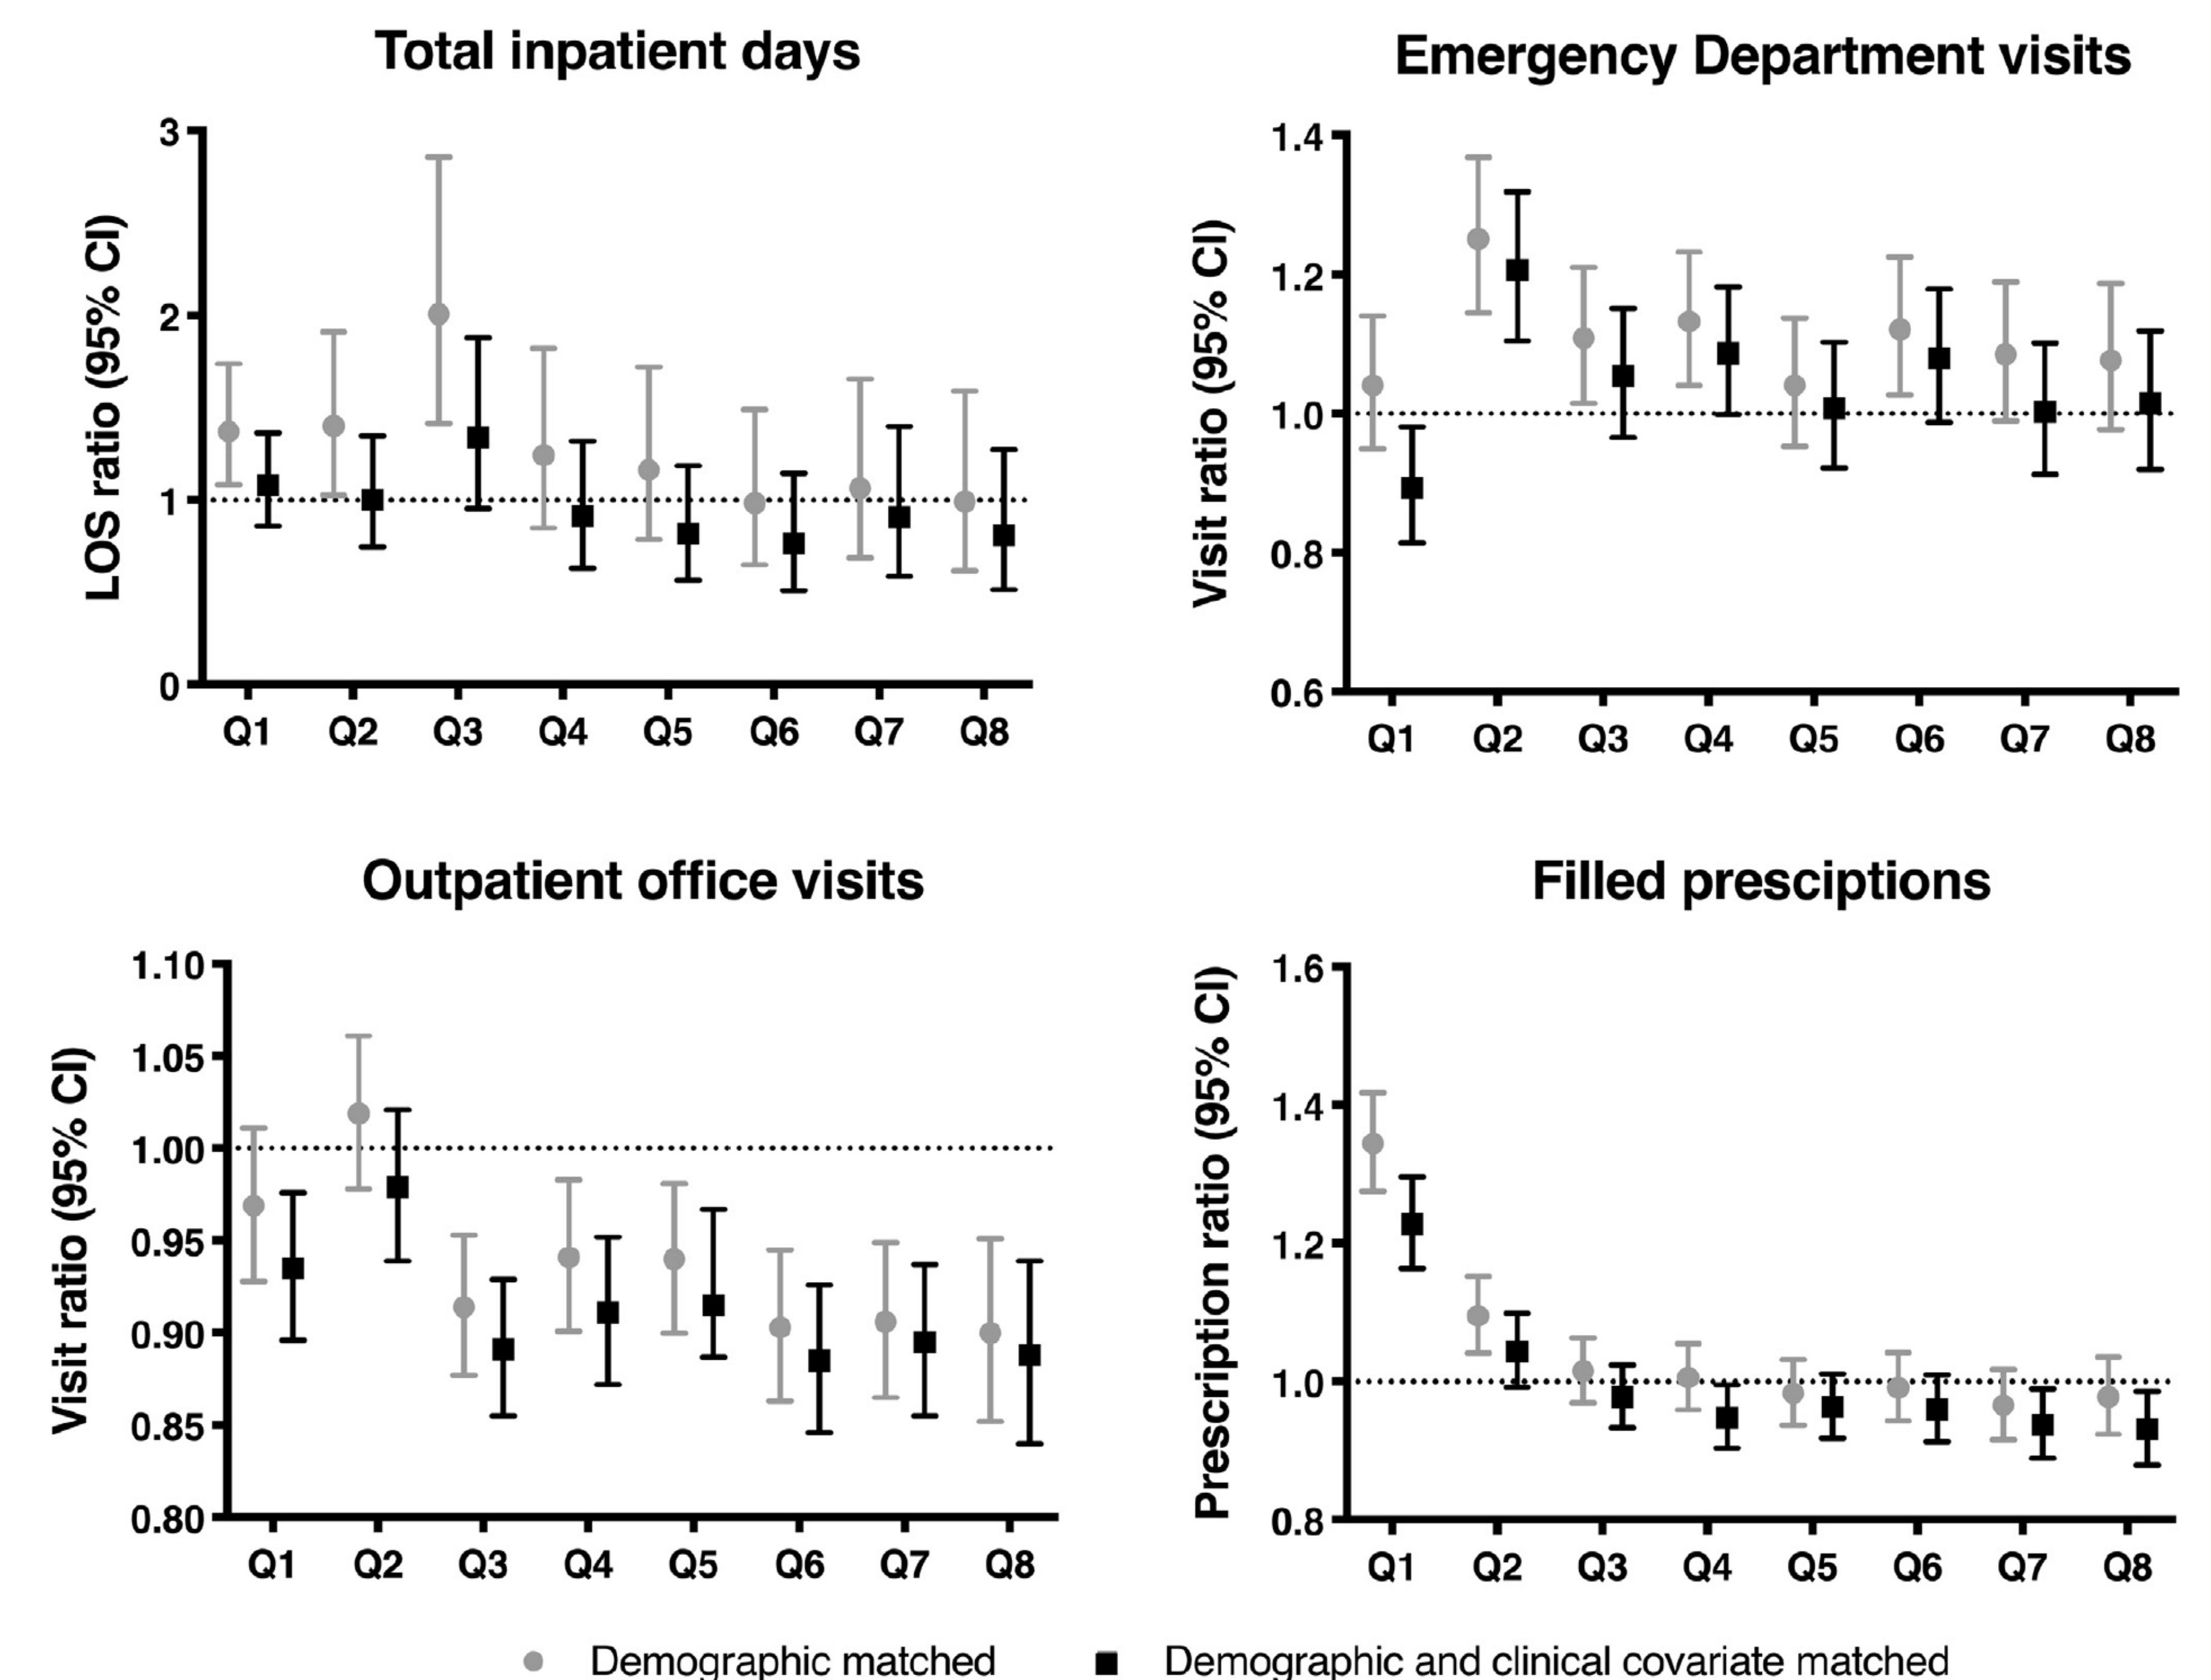 Total inpatient days
LOS ratio (95% CI)
3
2
1
0
Q1 Q2 Q3 Q4 Q5 Q6 Q7 Q8
Emergency Department visits
Visit ratio (95% CI)
1.4
1.2
1.0
0.8
0.6
Q1 Q2 Q3 Q4 Q5 Q6 Q7 Q8
Outpatient office visits
Visit ratio (95% CI)
1.10
1.05
1.00
0.95
0.90
0.85
0.80
Q1 Q2 Q3 Q4 Q5 Q6 Q7 Q8
Filled presciptions
Prescription ratio (95% CI)
1.6
1.4
1.2
1.0
0.8
Q1 Q2 Q3 Q4 Q5 Q6 Q7 Q8
Demographic matched
Demographic and clinical covariate matched